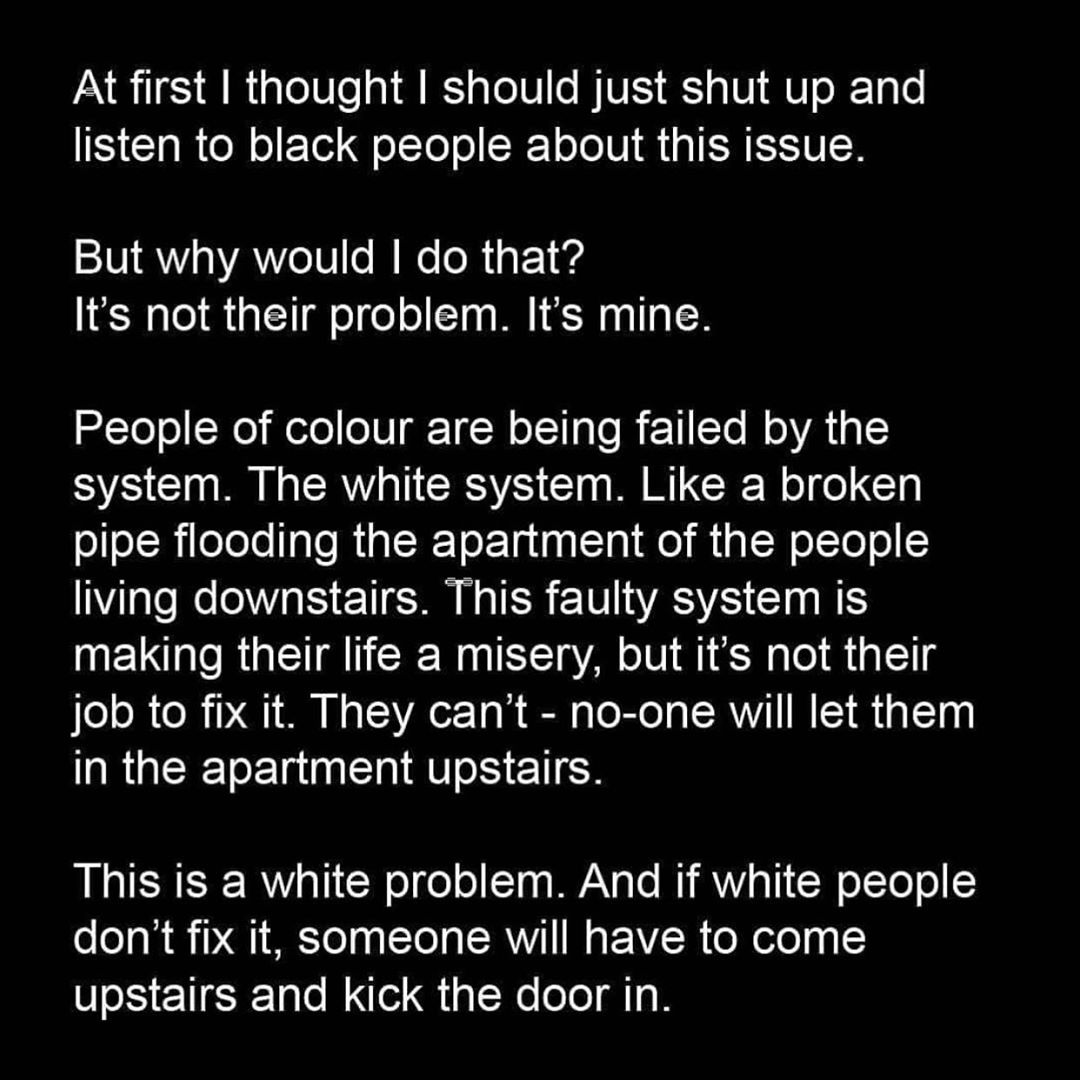 At first I thought I should just shut up and
listen to black people about this issue.
But why would I do that?
It's not their problem. It's mine.
People of colour are being failed by the
system. The white system. Like a broken
pipe flooding the apartment of the people
living downstairs. This faulty system is
making their life a misery, but it's not their
job to fix it. They can't - no-one will let them
in the apartment upstairs.
This is a white problem. And if white people
don't fix it, someone will have to come
upstairs and kick the door in.